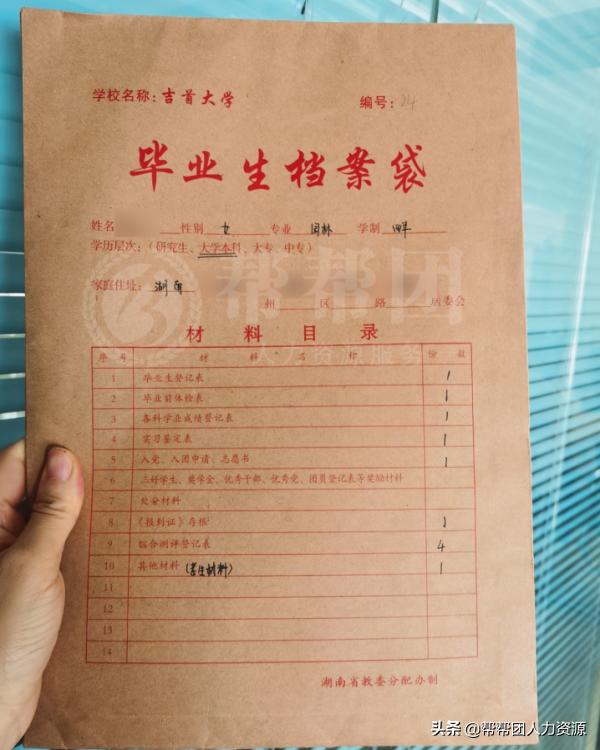 学校名称：吉首大学 编号：24
毕业生档案袋
姓名 性别 女 专业 园林 学制 四年
学历层次：（研究生、大学本科、大专、中专）
家庭住址：湖南
州 区 路 居委会
帮帮团
人力资源服务
材料目录
序号 材料名称 份数
1 毕业生登记表 1
2 毕业前体检表 1
3 各科学业成绩登记表 1
4 实习鉴定表 1
5 入党、入团申请、志愿书 1
6 三好学生、奖学金、优秀干部、优秀党、团员登记表等奖励材料
7 处分材料
8 《报到证》存根 1
9 综合测评登记表 4
10 其他材料（考生材料） 1
11
12
13
14
湖南省教委分配办制
头条 @帮帮团人力资源